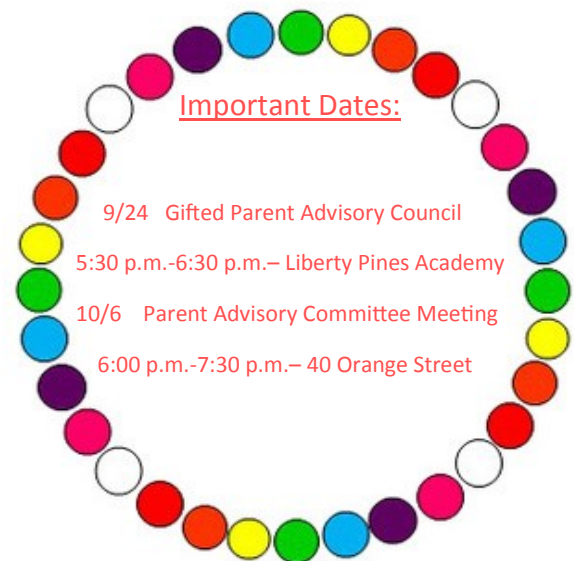 Important Dates:
9/24 Gifted Parent Advisory Council
5:30 p.m.-6:30 p.m.– Liberty Pines Academy
10/6 Parent Advisory Committee Meeting
6:00 p.m.-7:30 p.m.– 40 Orange Street